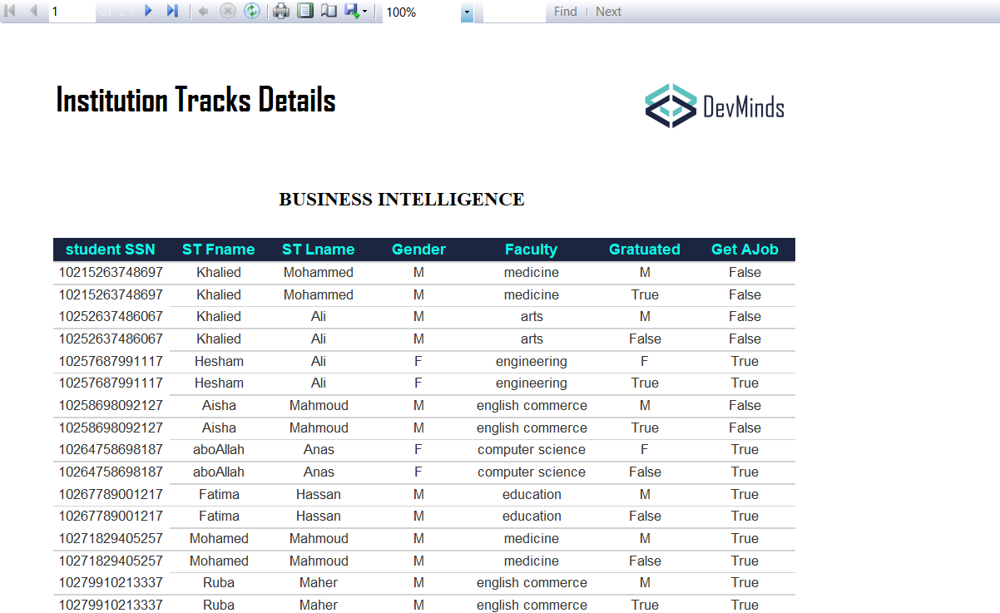 1 of 2 ? 100% Find | Next
Institution Tracks Details
DevMinds
BUSINESS INTELLIGENCE
student SSN ST Fname ST Lname Gender Faculty Gratuated Get AJob
10215263748697 Khalied Mohammed M medicine M False
10215263748697 Khalied Mohammed M medicine True False
10252637486067 Khalied Ali M arts M False
10252637486067 Khalied Ali M arts False False
10257687991117 Hesham Ali F engineering F True
10257687991117 Hesham Ali F engineering True True
10258698092127 Aisha Mahmoud M english commerce M False
10258698092127 Aisha Mahmoud M english commerce True False
10264758698187 aboAllah Anas F computer science F True
10264758698187 aboAllah Anas F computer science False True
10267789001217 Fatima Hassan M education M True
10267789001217 Fatima Hassan M education False True
10271829405257 Mohamed Mahmoud M medicine M True
10271829405257 Mohamed Mahmoud M medicine False True
10279910213337 Ruba Maher M english commerce M True
10279910213337 Ruba Maher M english commerce True True